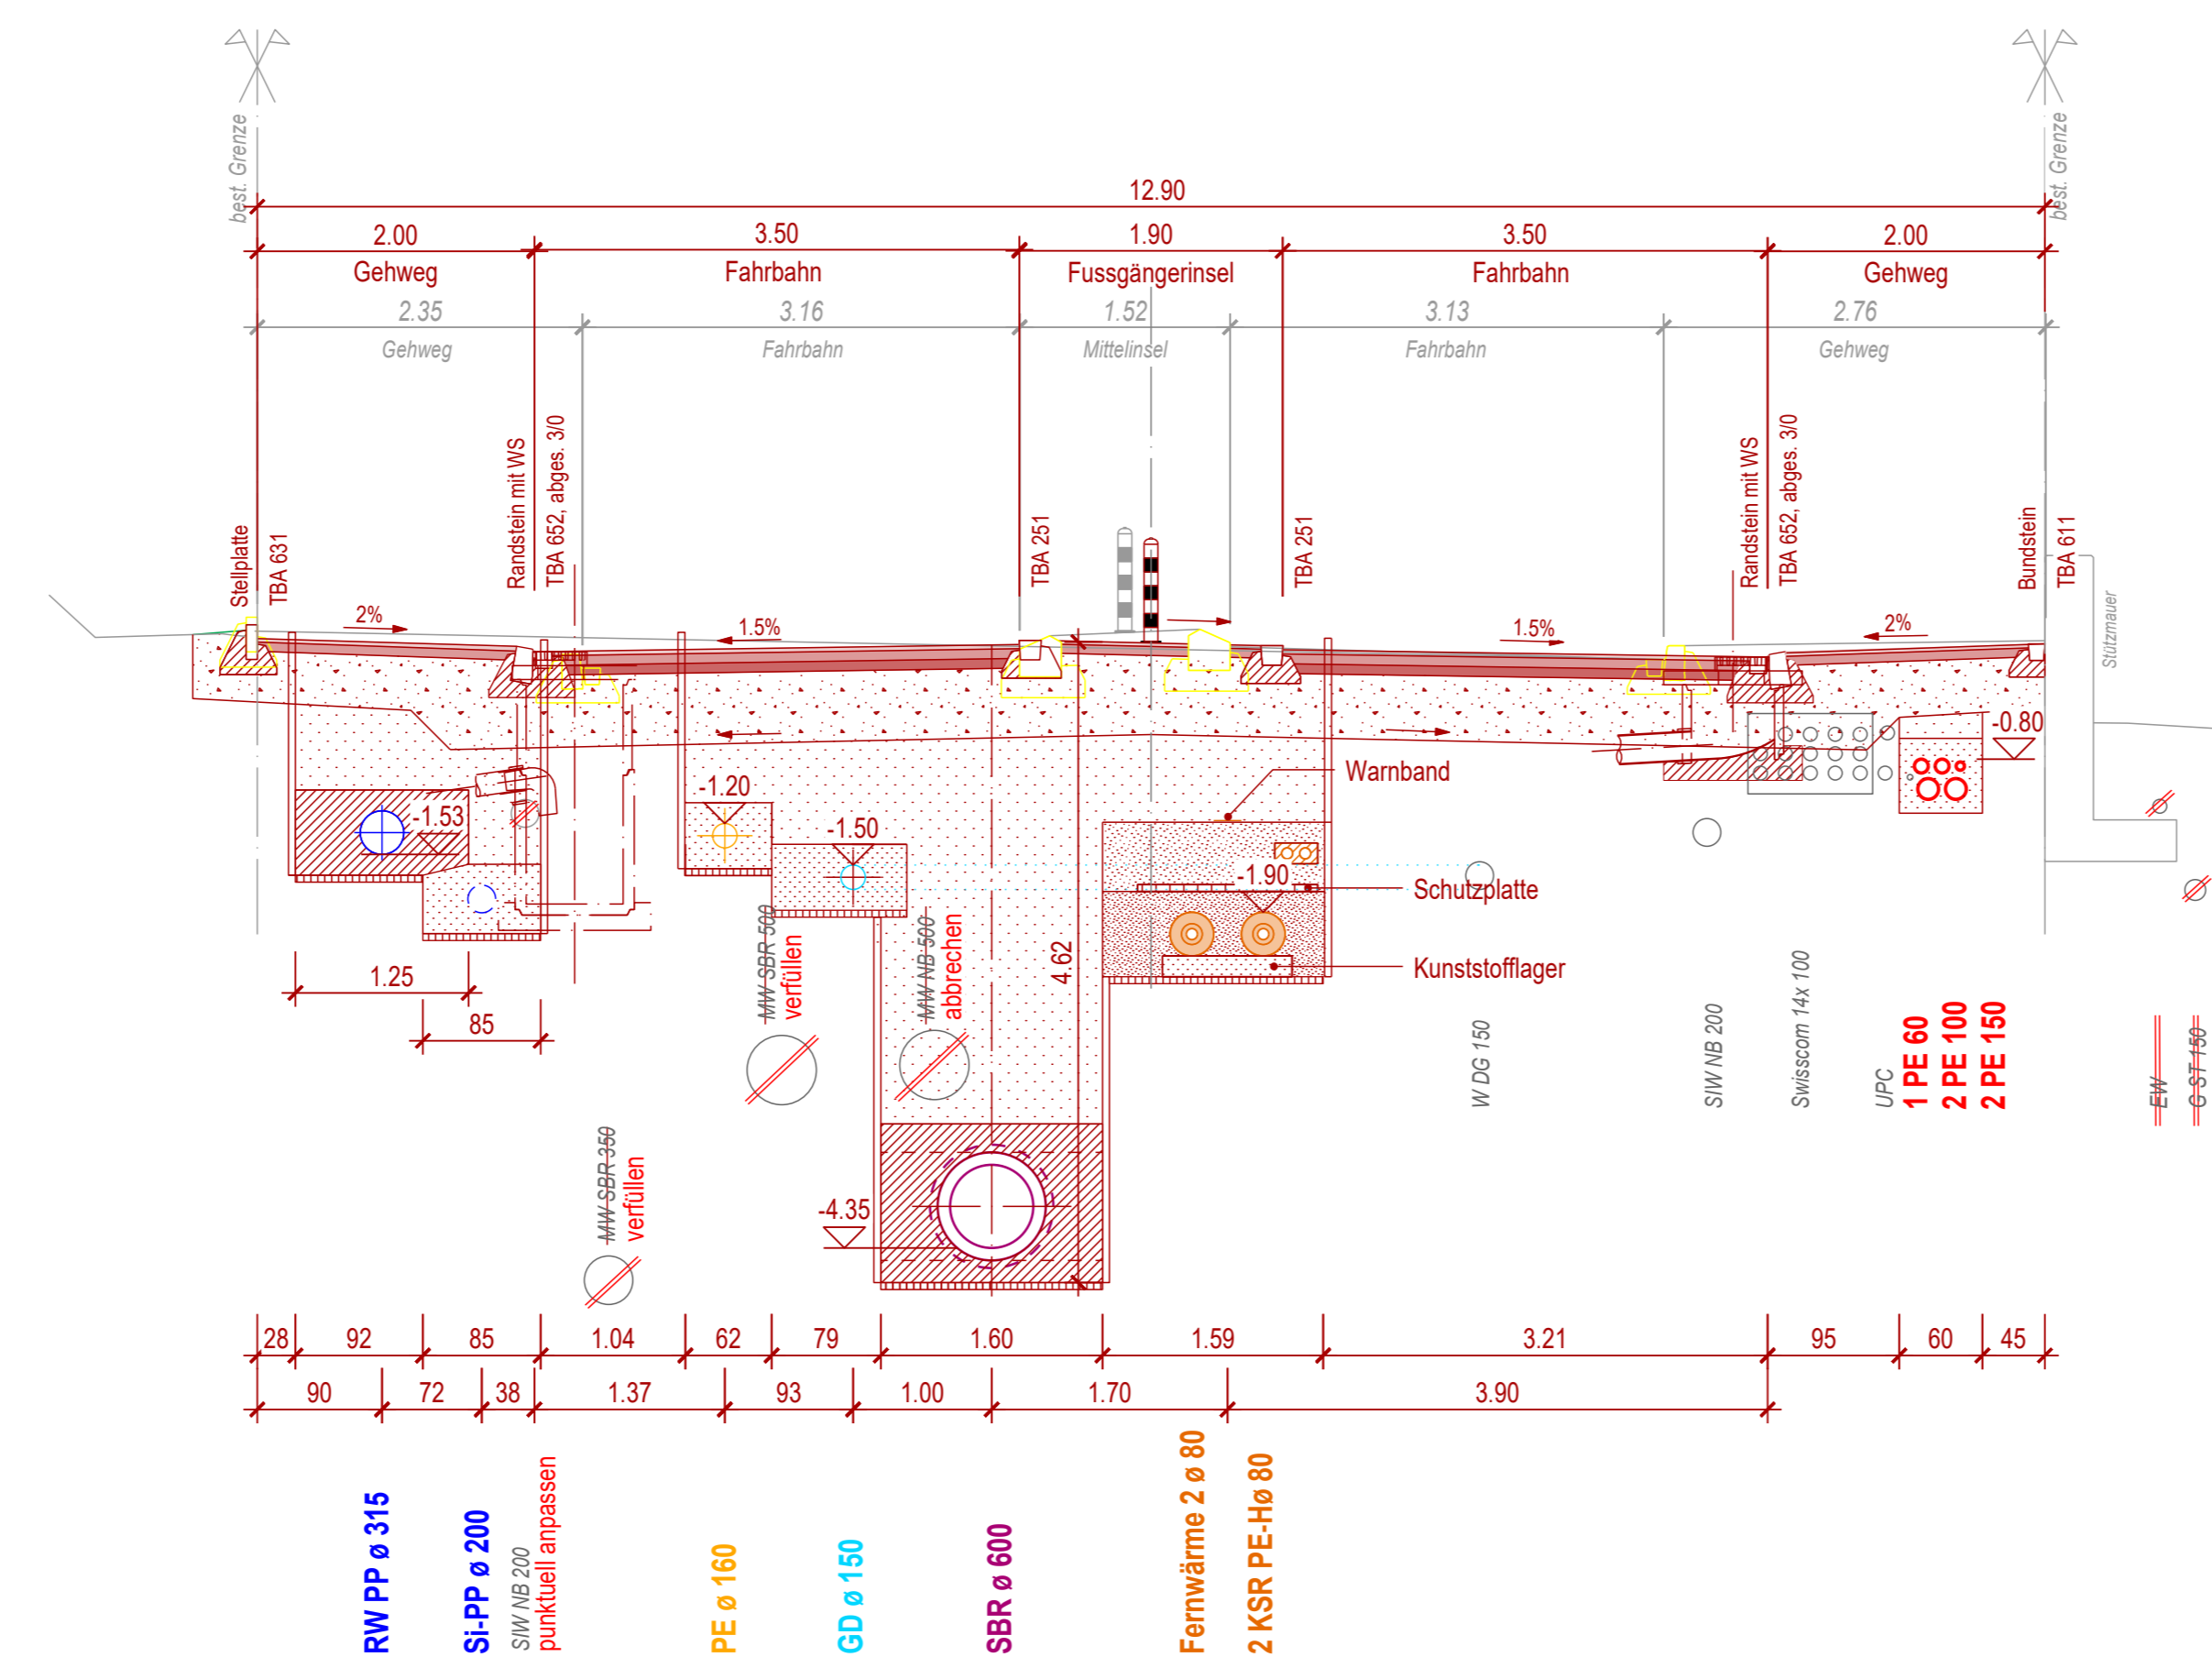 best. Grenze
best. Grenze
12.90
2.00
3.50
1.90
3.50
2.00
Gehweg
Fahrbahn
Fussgängerinsel
Fahrbahn
Gehweg
2.35
3.16
1.52
3.13
2.76
Gehweg
Fahrbahn
Mittelinsel
Fahrbahn
Gehweg
Stellplatte
TBA 631
Randstein mit WS
TBA 652, abges. 3/0
TBA 251
TBA 251
Randstein mit WS
TBA 652, abges. 3/0
Bundstein
TBA 611
Stützmauer
2%
1.5%
1.5%
2%
-0.80
Warnband
-1.20
-1.53
-1.50
-1.90
Schutzplatte
Kunststofflager
4.62
1.25
85
MW SBR 500
verfüllen
MW NB 500
abbrechen
W DG 150
SIW NB 200
Swisscom 14x 100
UPC
1 PE 60
2 PE 100
2 PE 150
EW
G ST 150
MW SBR 350
verfüllen
-4.35
28
92
85
1.04
62
79
1.60
1.59
3.21
95
60
45
90
72
38
1.37
93
1.00
1.70
3.90
RW PP ø 315
Si-PP ø 200
SIW NB 200
punktuell anpassen
PE ø 160
GD ø 150
SBR ø 600
Fernwärme 2 ø 80
2 KSR PE-Hø 80